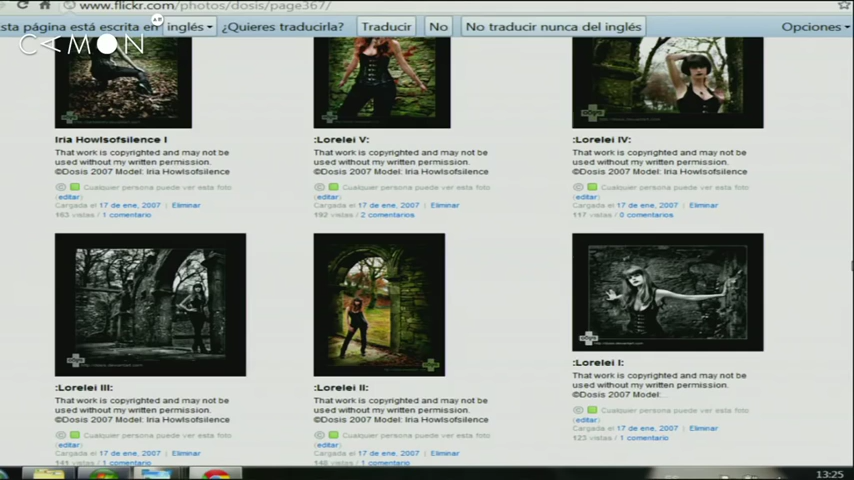 www.flickr.com/photos/dosis/page367/
sta página está escrita en inglés ¿Quieres traducirla? Traducir No No traducir nunca del inglés Opciones
CAMON
Iria Howlsofsilence I
That work is copyrighted and may not be
used without my written permission.
©Dosis 2007 Model: Iria Howlsofsilence
Cualquier persona puede ver esta foto
(editar)
Cargada el 17 de ene, 2007 | Eliminar
163 vistas / 1 comentario
:Lorelei V:
That work is copyrighted and may not be
used without my written permission.
©Dosis 2007 Model: Iria Howlsofsilence
Cualquier persona puede ver esta foto
(editar)
Cargada el 17 de ene, 2007 | Eliminar
192 vistas / 2 comentarios
:Lorelei IV:
That work is copyrighted and may not be
used without my written permission.
©Dosis 2007 Model: Iria Howlsofsilence
Cualquier persona puede ver esta foto
(editar)
Cargada el 17 de ene, 2007 | Eliminar
117 vistas / 0 comentarios
:Lorelei III:
That work is copyrighted and may not be
used without my written permission.
©Dosis 2007 Model: Iria Howlsofsilence
Cualquier persona puede ver esta foto
(editar)
Cargada el 17 de ene, 2007 | Eliminar
141 vistas / 1 comentario
:Lorelei II:
That work is copyrighted and may not be
used without my written permission.
©Dosis 2007 Model: Iria Howlsofsilence
Cualquier persona puede ver esta foto
(editar)
Cargada el 17 de ene, 2007 | Eliminar
148 vistas / 1 comentario
:Lorelei I:
That work is copyrighted and may not be
used without my written permission.
©Dosis 2007 Model:
Cualquier persona puede ver esta foto
(editar)
Cargada el 17 de ene, 2007 | Eliminar
123 vistas / 1 comentario
13:25